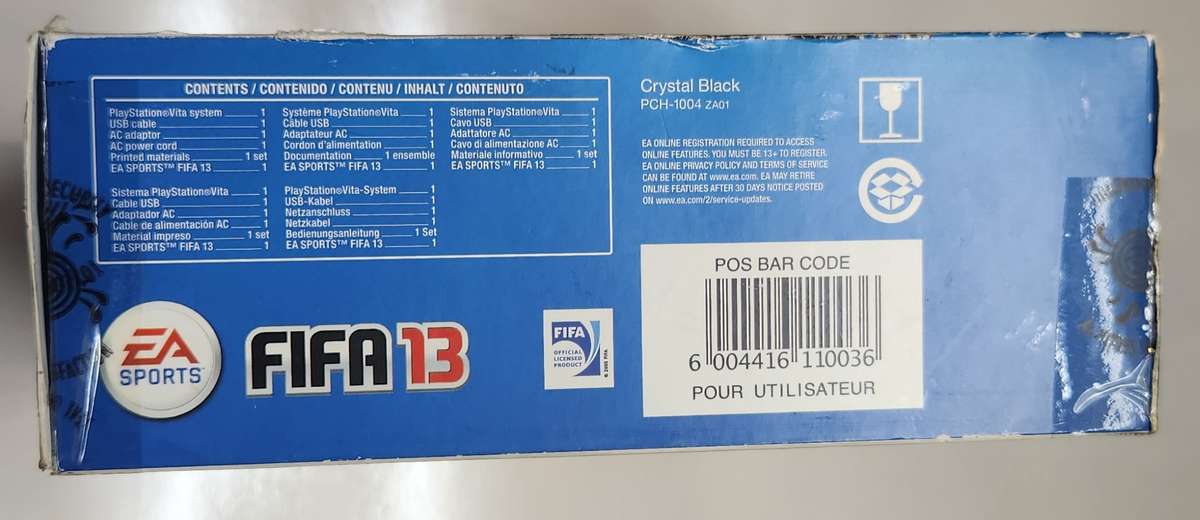 CONTENTS / CONTENIDO / CONTENU / INHALT / CONTENUTO
PlayStation®Vita system 1
USB cable 1
AC adaptor 1
AC power cord 1
Printed materials 1 set
EA SPORTS™ FIFA 13 1
Système PlayStation®Vita 1
Câble USB 1
Adaptateur AC 1
Cordon d'alimentation 1
Documentation 1 ensemble
EA SPORTS™ FIFA 13 1
Sistema PlayStation®Vita 1
Cavo USB 1
Adattatore AC 1
Cavo di alimentazione AC 1
Materiale informativo 1 set
EA SPORTS™ FIFA 13 1
Sistema PlayStation®Vita 1
Cable USB 1
Adaptador AC 1
Cable de alimentación AC 1
Material impreso 1 Set
EA SPORTS™ FIFA 13 1
PlayStation®Vita-System 1
USB-Kabel 1
Netzanschluss 1
Netzkabel 1
Bedienungsanleitung 1 Set
EA SPORTS™ FIFA 13 1
Crystal Black
PCH-1004 ZA01
EA ONLINE REGISTRATION REQUIRED TO ACCESS
ONLINE FEATURES. YOU MUST BE 13+ TO REGISTER.
EA ONLINE PRIVACY POLICY AND TERMS OF SERVICE
CAN BE FOUND AT www.ea.com. EA MAY RETIRE
ONLINE FEATURES AFTER 30 DAYS NOTICE POSTED
ON www.ea.com/2/service-updates.
POS BAR CODE
6 004416 110036
POUR UTILISATEUR
EA
SPORTS™
FIFA 13
FIFA
OFFICIAL
LICENSED
PRODUCT